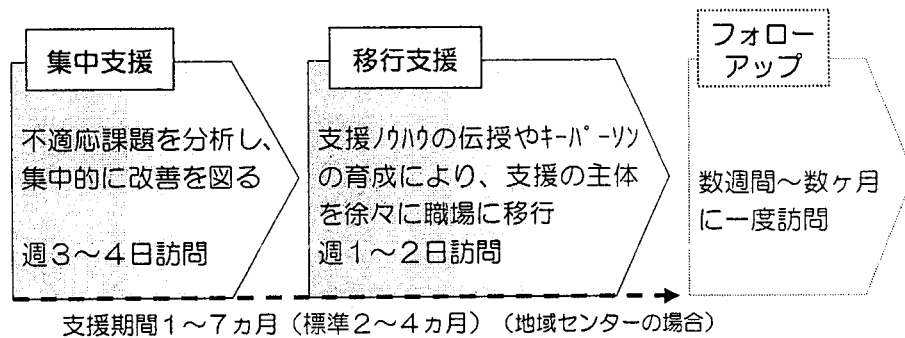 集中支援
不適応課題を分析し、
集中的に改善を図る
週3～4日訪問
移行支援
支援ﾉｳﾊｳの伝授やｷｰﾊﾟｰｿﾝ
の育成により、支援の主体
を徐々に職場に移行
週1～2日訪問
フォロー
アップ
数週間～数ヶ月
に一度訪問
支援期間1～7ヵ月（標準2～4ヵ月）（地域センターの場合）